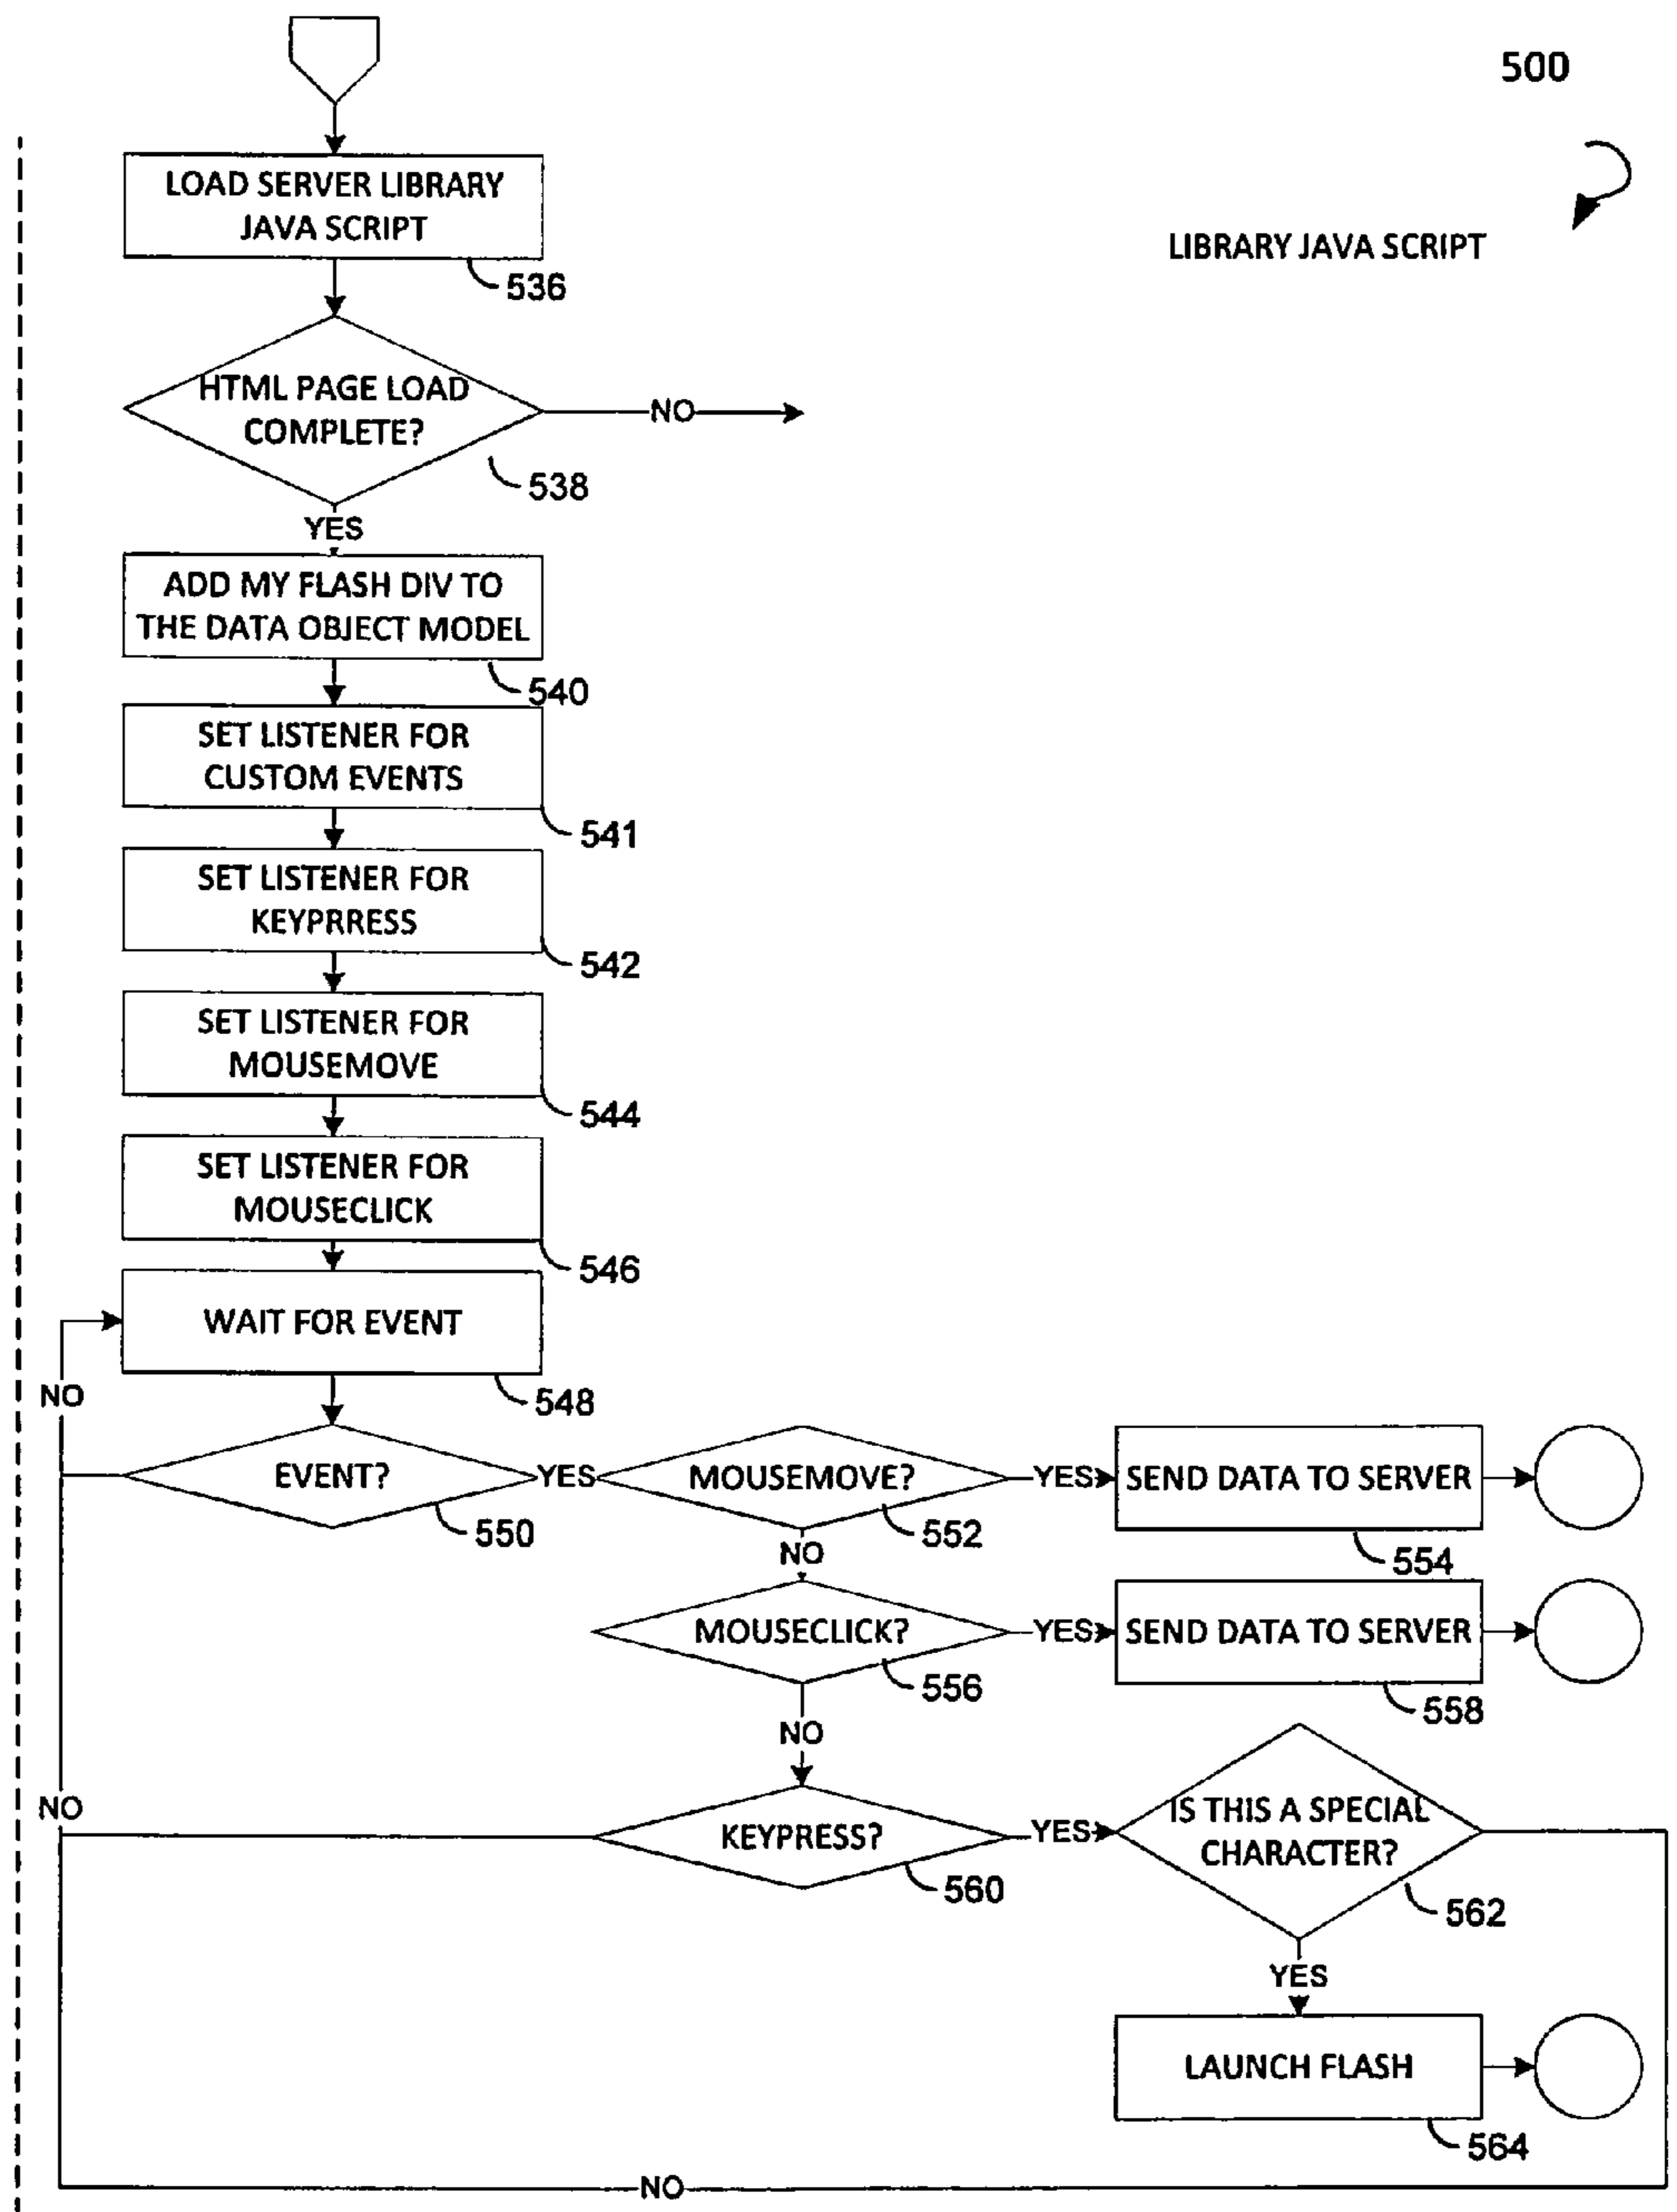 500
LIBRARY JAVA SCRIPT
LOAD SERVER LIBRARY
JAVA SCRIPT
536
HTML PAGE LOAD
COMPLETE?
NO
538
YES
ADD MY FLASH DIV TO
THE DATA OBJECT MODEL
540
SET LISTENER FOR
CUSTOM EVENTS
541
SET LISTENER FOR
KEYPRRESS
542
SET LISTENER FOR
MOUSEMOVE
544
SET LISTENER FOR
MOUSECLICK
546
WAIT FOR EVENT
548
NO
EVENT?
550
YES
MOUSEMOVE?
552
YES
SEND DATA TO SERVER
554
NO
MOUSECLICK?
556
YES
SEND DATA TO SERVER
558
NO
NO
KEYPRESS?
560
YES
IS THIS A SPECIAL
CHARACTER?
562
YES
LAUNCH FLASH
564
NO